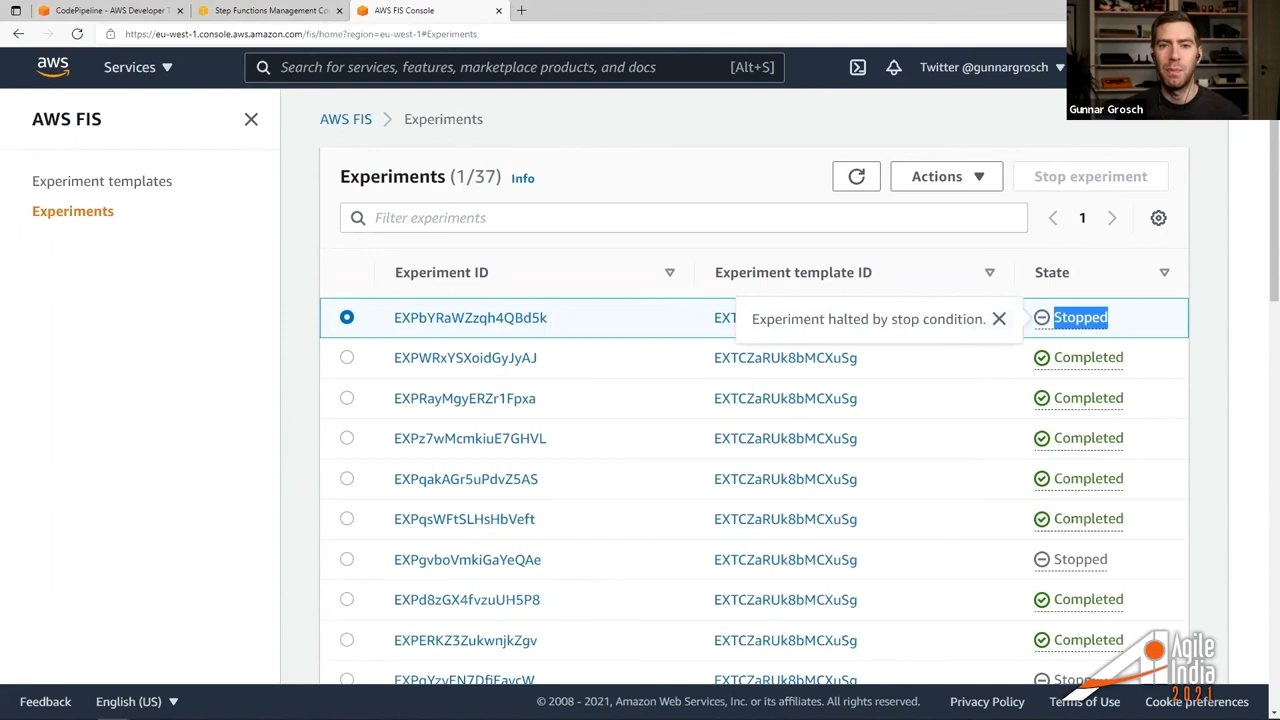 CodePipeline - AWS Developer T
Step Functions Management Co
AWS FIS Console
https://eu-west-1.console.aws.amazon.com/fis/home?region=eu-west-1#Experiments
aws
Services
Search for services, features, marketplace products, and docs
[Alt+S]
Twitter @gunnargrosch
Gunnar Grosch
AWS FIS
AWS FIS
Experiments
Experiment templates
Experiments
Experiments (1/37) Info
Actions
Stop experiment
Filter experiments
1
Experiment ID
Experiment template ID
State
EXPbYRaWZzqh4QBd5k
EXT
Experiment halted by stop condition.
Stopped
EXPWRxYSXoidGyJyAJ
EXTCZaRUk8bMCXuSg
Completed
EXPRayMgyERZr1Fpxa
EXTCZaRUk8bMCXuSg
Completed
EXPz7wMcmkiuE7GHVL
EXTCZaRUk8bMCXuSg
Completed
EXPqakAGr5uPdvZ5AS
EXTCZaRUk8bMCXuSg
Completed
EXPqsWFtSLHsHbVeft
EXTCZaRUk8bMCXuSg
Completed
EXPgvboVmkiGaYeQAe
EXTCZaRUk8bMCXuSg
Stopped
EXPd8zGX4fvzuUH5P8
EXTCZaRUk8bMCXuSg
Completed
EXPERKZ3ZukwnjkZgv
EXTCZaRUk8bMCXuSg
Completed
Agile
India
2021
Feedback
English (US)
© 2008 - 2021, Amazon Web Services, Inc. or its affiliates. All rights reserved.
Privacy Policy
Terms of Use
Cookie preferences